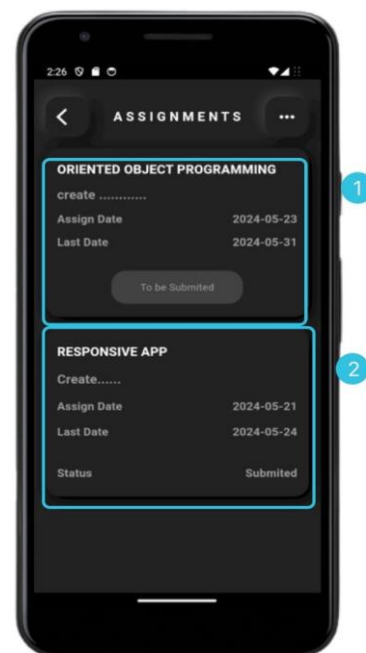 2:26
ASSIGNMENTS
ORIENTED OBJECT PROGRAMMING
create ............
Assign Date 2024-05-23
Last Date 2024-05-31
To be Submited
1
RESPONSIVE APP
Create......
Assign Date 2024-05-21
Last Date 2024-05-24
Status Submited
2